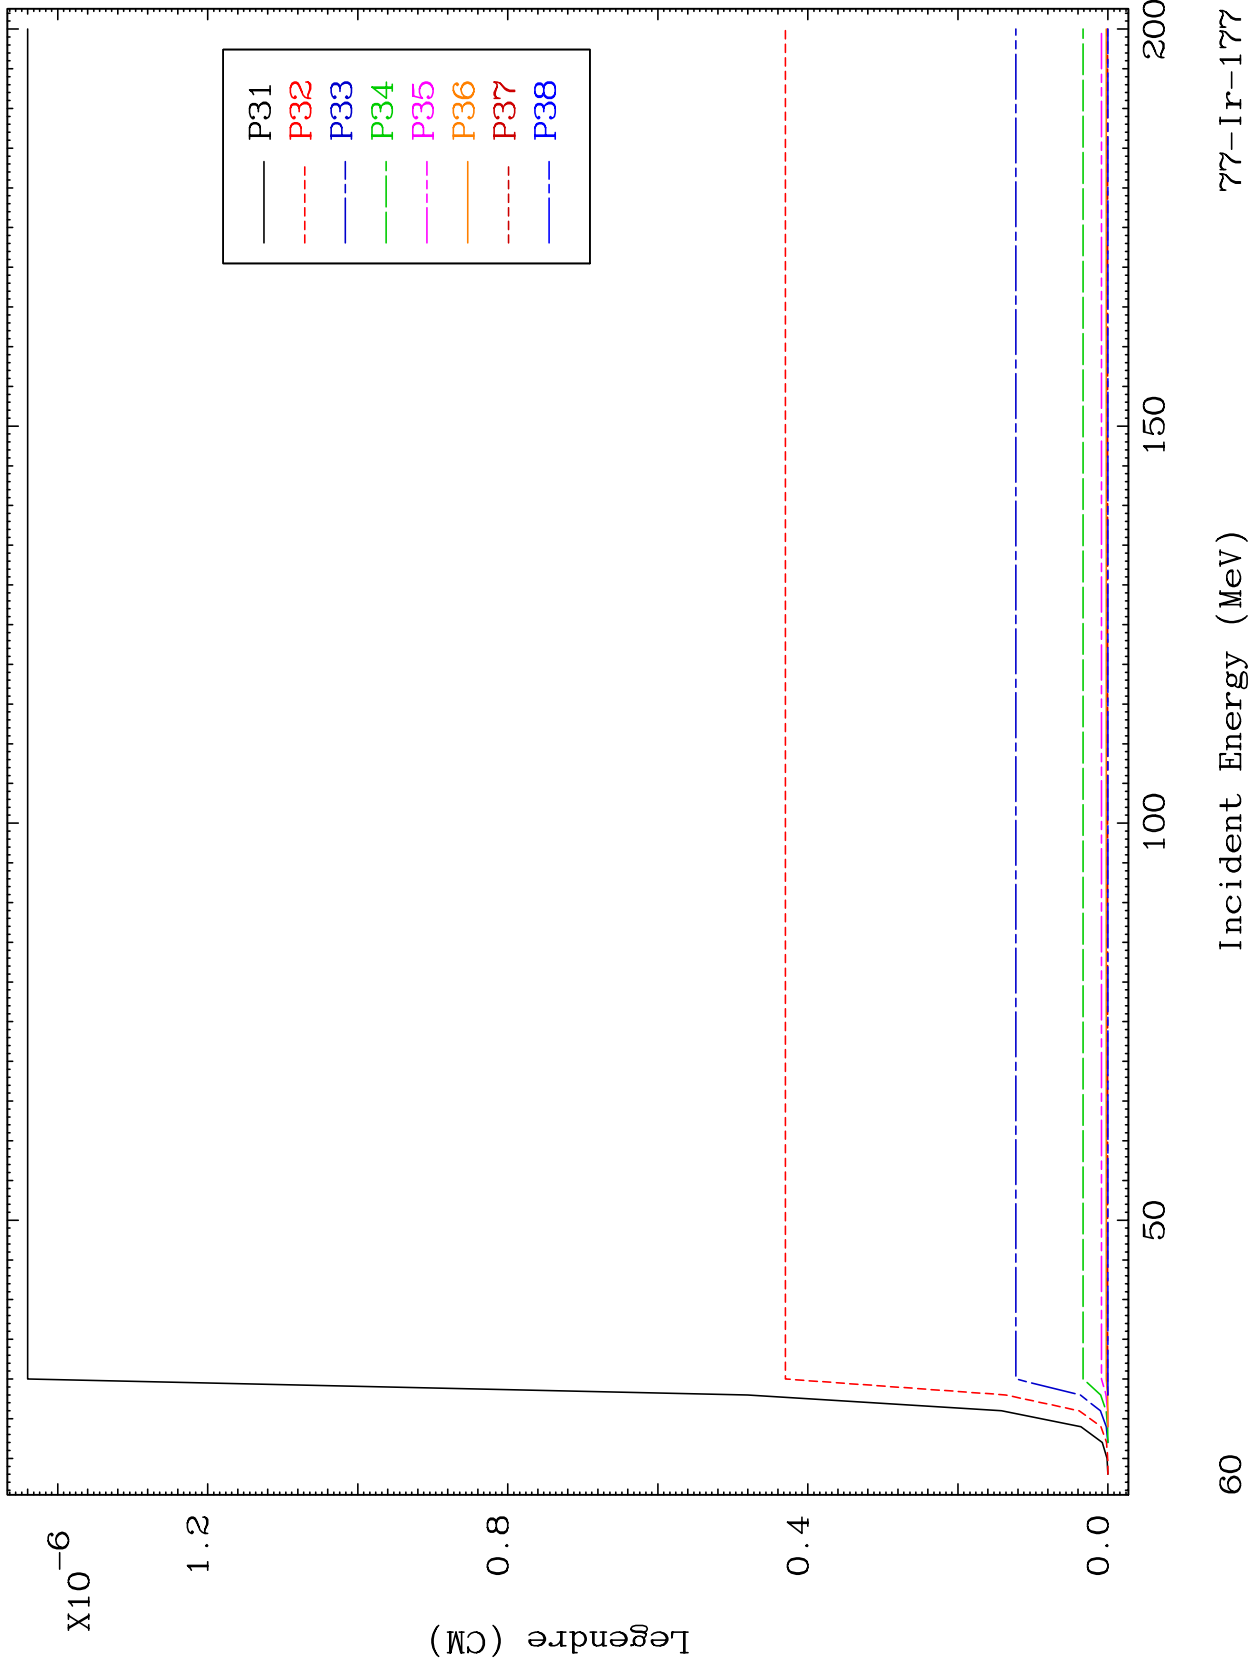 X10-6
1.2
0.8
0.4
0.0
Legendre (CM)
P31
P32
P33
P34
P35
P36
P37
P38
50
100
150
200
60
Incident Energy (MeV)
77-Ir-177